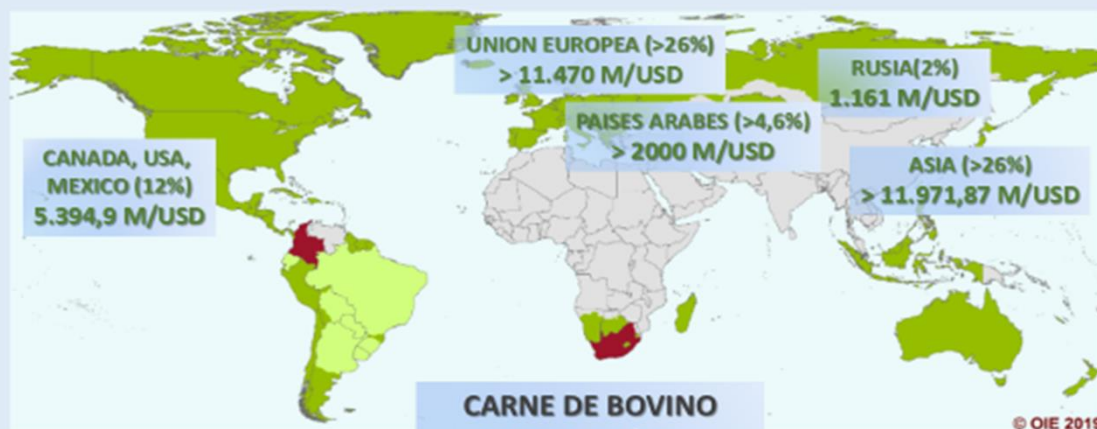 UNION EUROPEA (>26%)
> 11.470 M/USD
RUSIA(2%)
1.161 M/USD
PAISES ARABES (>4,6%)
> 2000 M/USD
CANADA, USA,
MEXICO (12%)
5.394,9 M/USD
ASIA (>26%)
> 11.971,87 M/USD
CARNE DE BOVINO
© OIE 2019